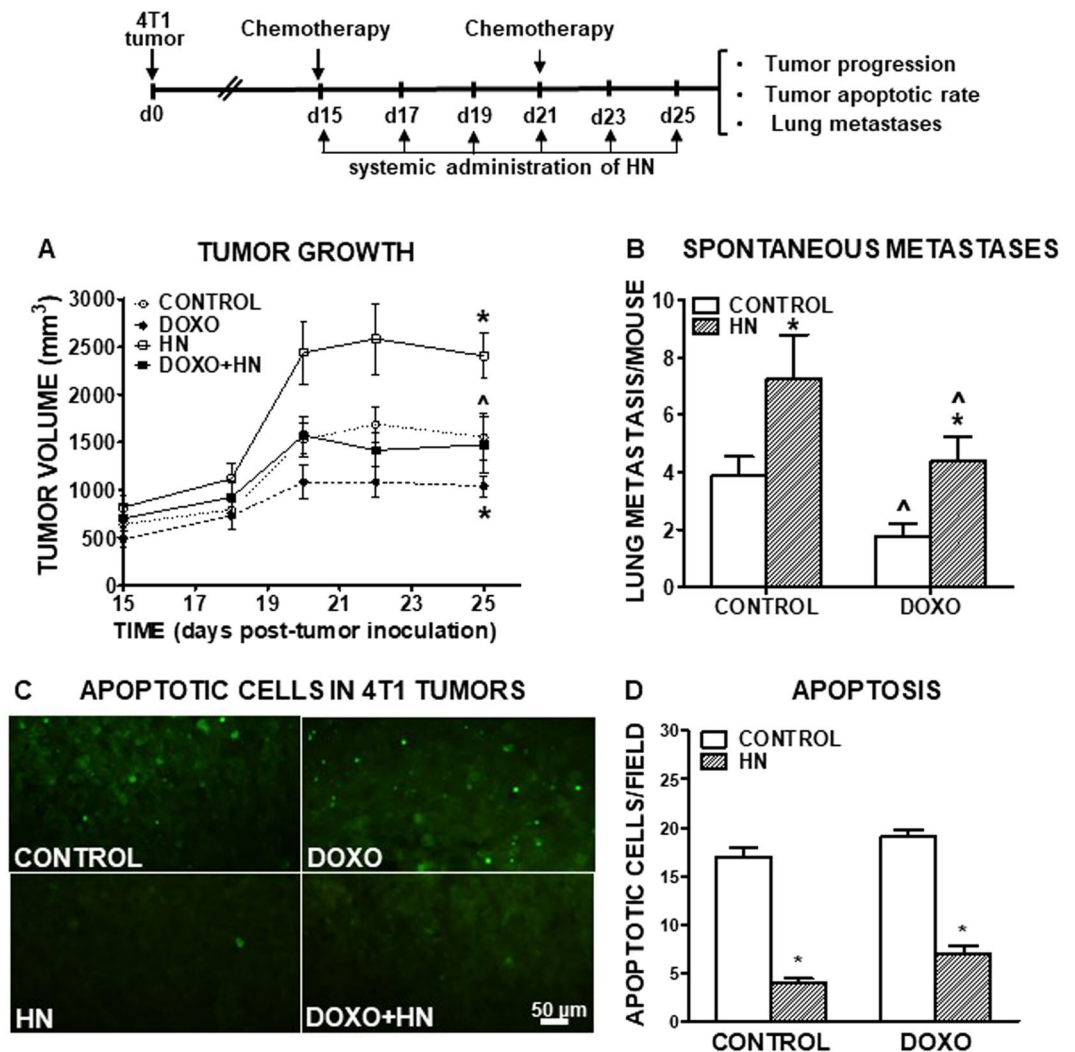 4T1
tumor
Chemotherapy
Chemotherapy
d0
d15
d17
d19
d21
d23
d25
systemic administration of HN
• Tumor progression
• Tumor apoptotic rate
• Lung metastases
A TUMOR GROWTH
TUMOR VOLUME (mm³)
3000
2500
2000
1500
1000
500
0
CONTROL
DOXO
HN
DOXO+HN
*
^
*
15 17 19 21 23 25
TIME (days post-tumor inoculation)
B SPONTANEOUS METASTASES
LUNG METASTASIS/MOUSE
10
8
6
4
2
0
CONTROL
HN
*
^
^
*
CONTROL DOXO
C APOPTOTIC CELLS IN 4T1 TUMORS
CONTROL
DOXO
HN
DOXO+HN
50 µm
D APOPTOSIS
APOPTOTIC CELLS/FIELD
30
25
20
15
10
5
0
CONTROL
HN
*
*
CONTROL DOXO